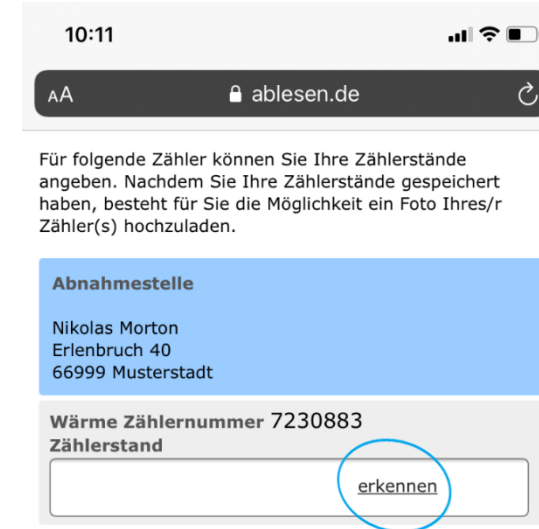 10:11
AA ablesen.de
Für folgende Zähler können Sie Ihre Zählerstände
angeben. Nachdem Sie Ihre Zählerstände gespeichert
haben, besteht für Sie die Möglichkeit ein Foto Ihres/r
Zähler(s) hochzuladen.
Abnahmestelle
Nikolas Morton
Erlenbruch 40
66999 Musterstadt
Wärme Zählernummer 7230883
Zählerstand
erkennen